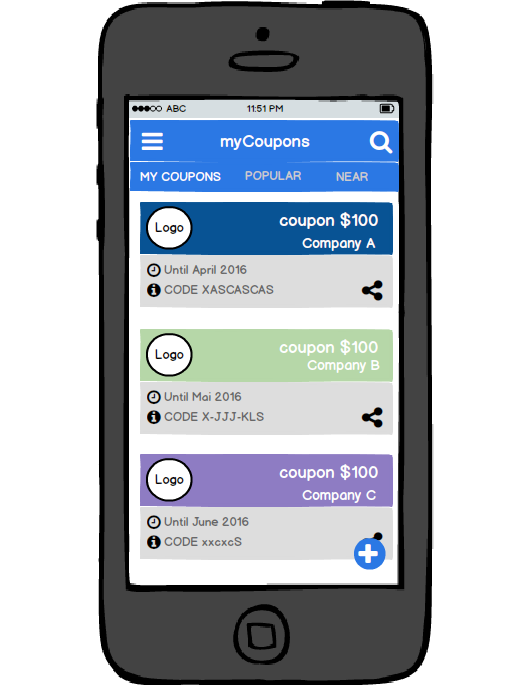 ABC 11:51 PM
myCoupons
MY COUPONS POPULAR NEAR
Logo coupon $100
Company A
Until April 2016
CODE XASCASCAS
Logo coupon $100
Company B
Until Mai 2016
CODE X-JJJ-KLS
Logo coupon $100
Company C
Until June 2016
CODE xxcxcS